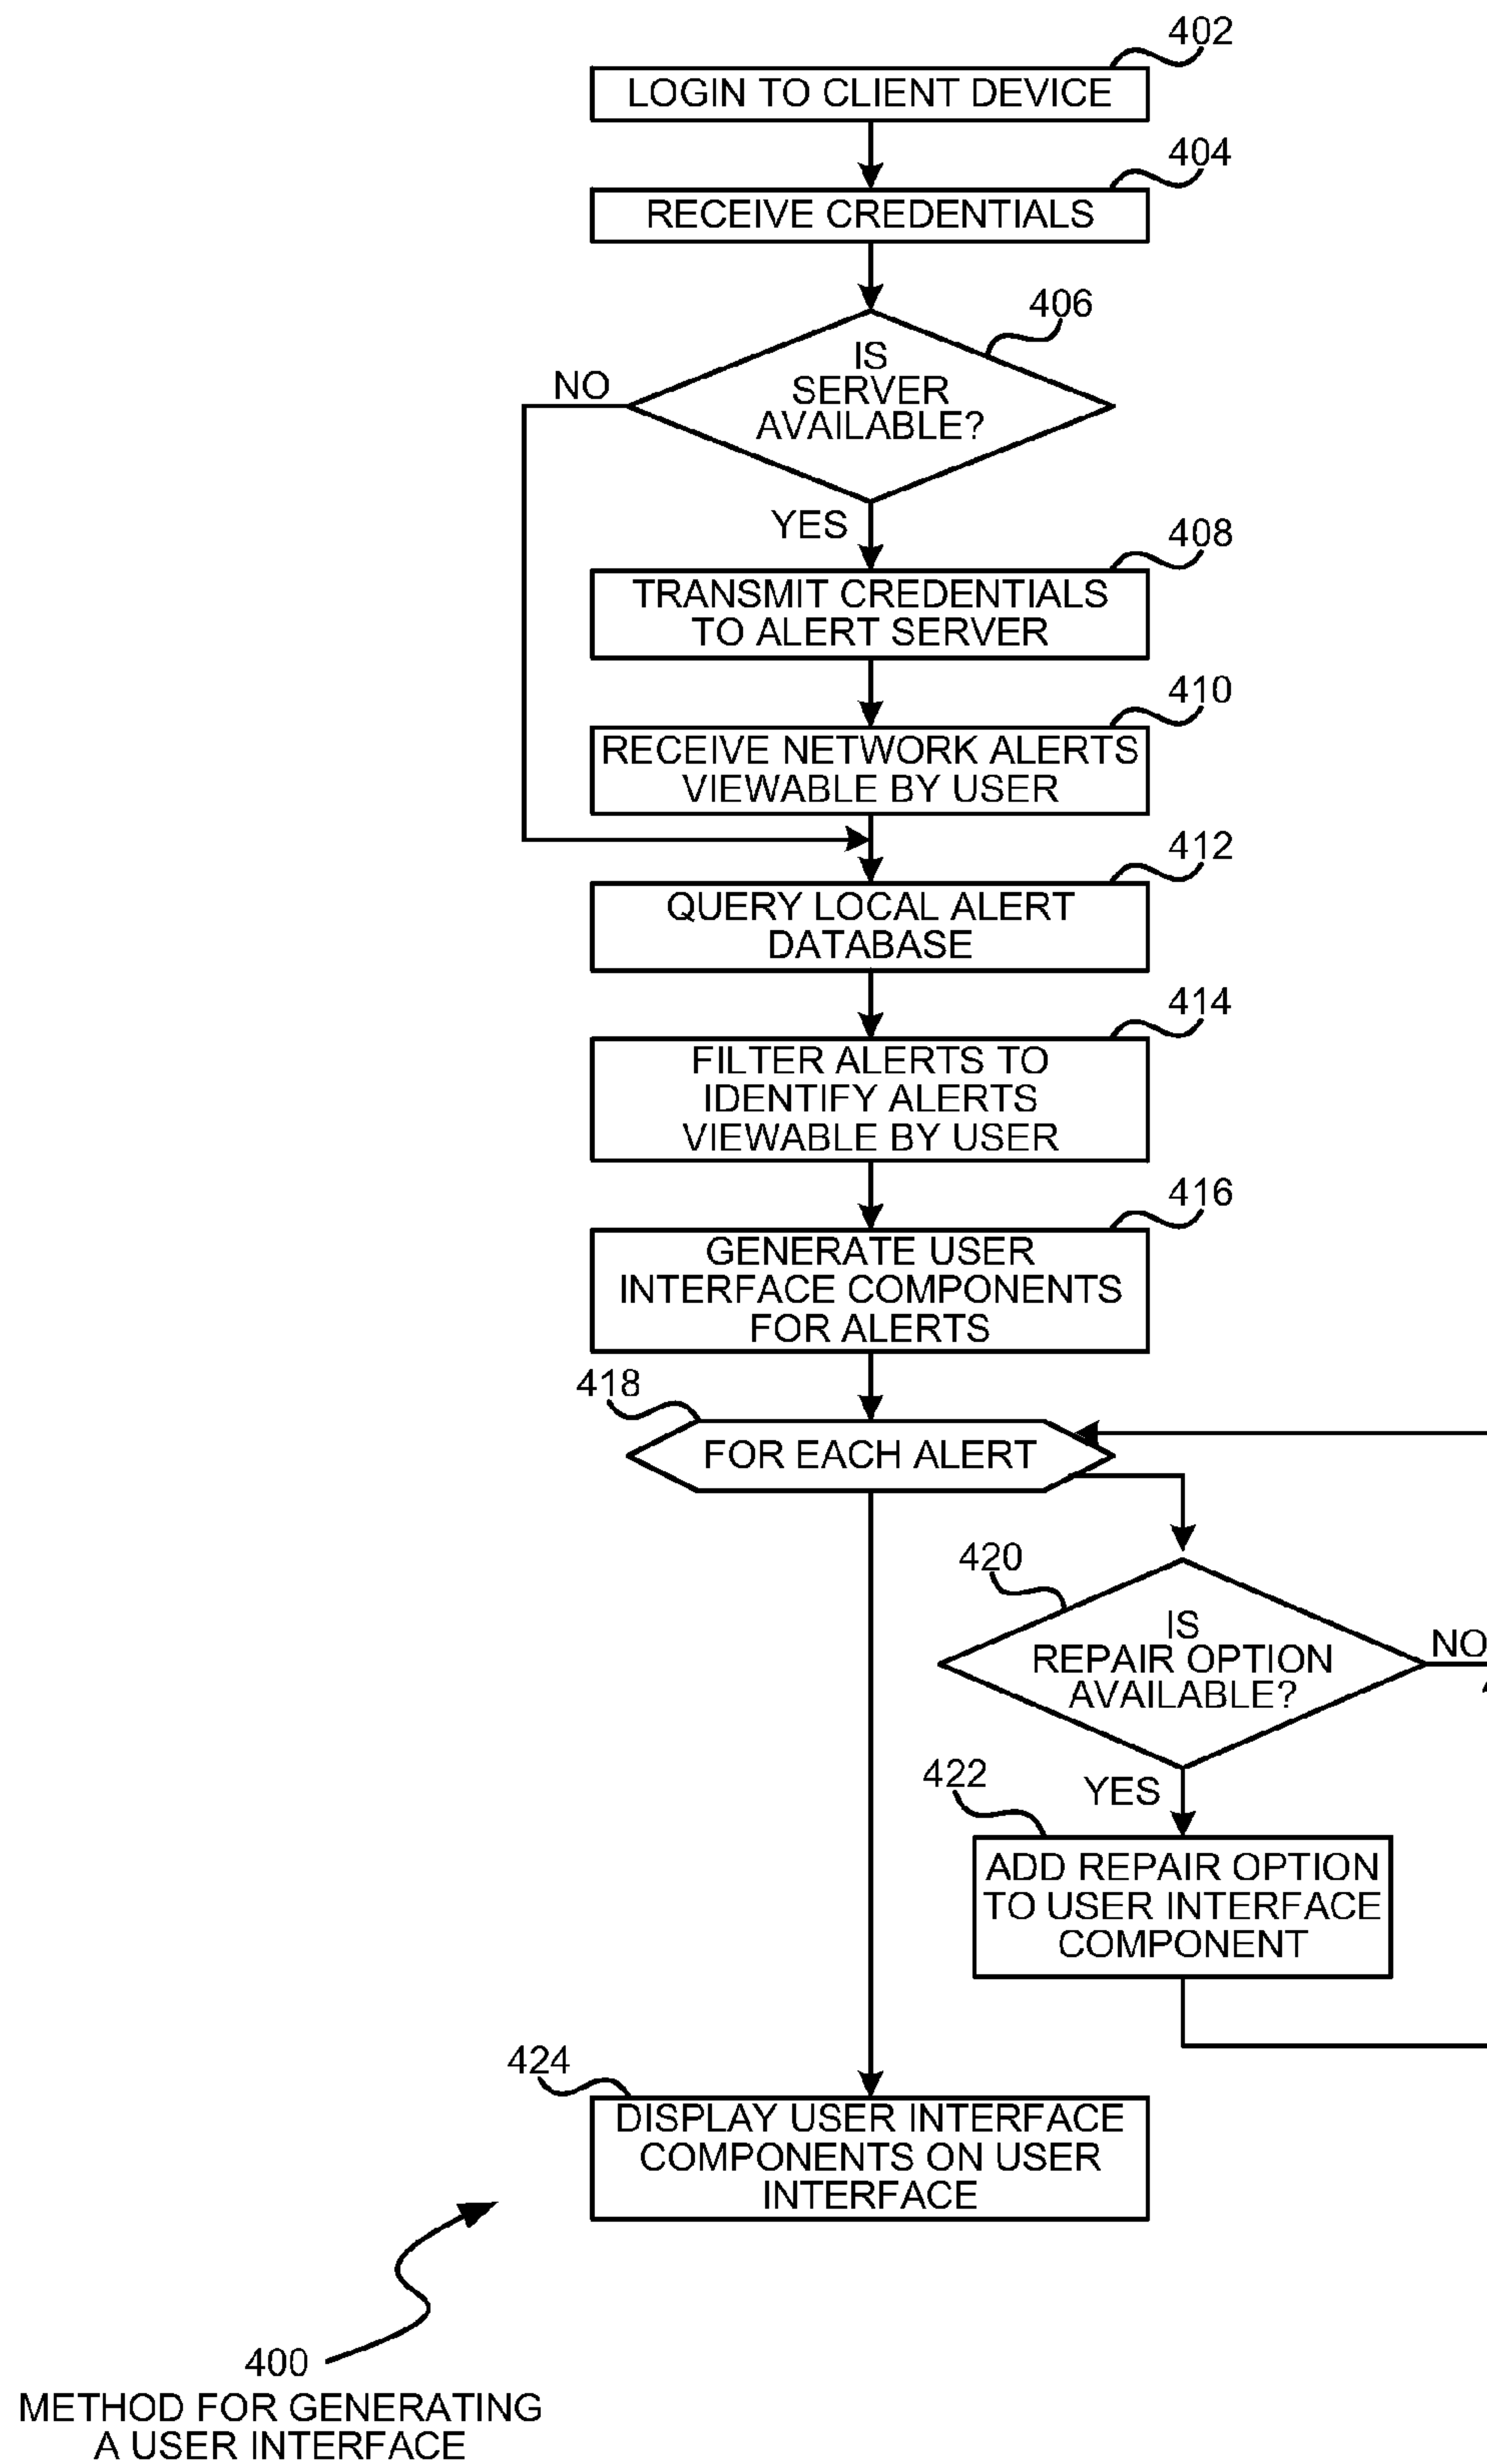 402
LOGIN TO CLIENT DEVICE
404
RECEIVE CREDENTIALS
406
IS
SERVER
AVAILABLE?
NO
YES
408
TRANSMIT CREDENTIALS
TO ALERT SERVER
410
RECEIVE NETWORK ALERTS
VIEWABLE BY USER
412
QUERY LOCAL ALERT
DATABASE
414
FILTER ALERTS TO
IDENTIFY ALERTS
VIEWABLE BY USER
416
GENERATE USER
INTERFACE COMPONENTS
FOR ALERTS
418
FOR EACH ALERT
420
IS
REPAIR OPTION
AVAILABLE?
NO
YES
422
ADD REPAIR OPTION
TO USER INTERFACE
COMPONENT
424
DISPLAY USER INTERFACE
COMPONENTS ON USER
INTERFACE
400
METHOD FOR GENERATING
A USER INTERFACE